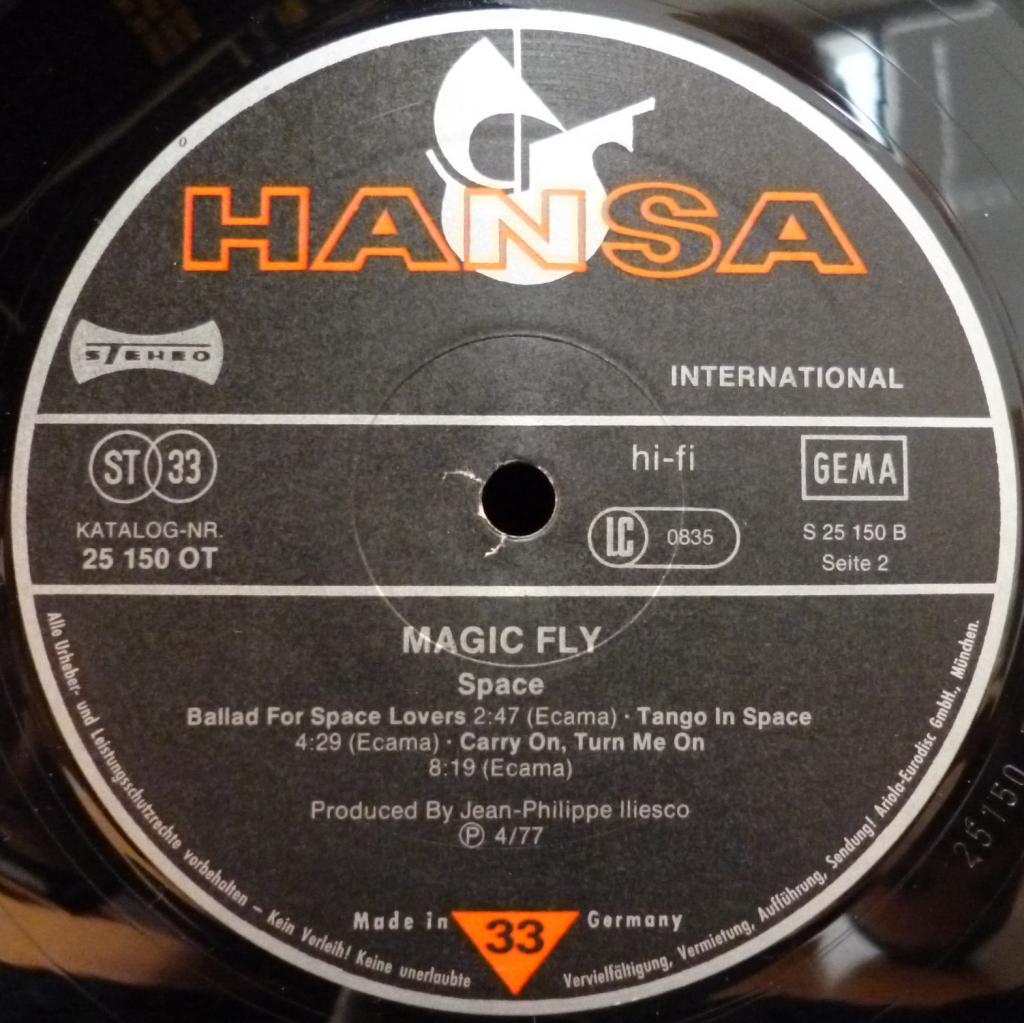 HANSA
STEREO
INTERNATIONAL
ST 33
hi-fi
GEMA
KATALOG-NR.
25 150 OT
LC 0835
S 25 150 B
Seite 2
MAGIC FLY
Space
Ballad For Space Lovers 2:47 (Ecama) · Tango In Space
4:29 (Ecama) · Carry On, Turn Me On
8:19 (Ecama)
Produced By Jean-Philippe Iliesco
Ⓟ 4/77
Made in 33 Germany
Alle Urheber- und Leistungsschutzrechte vorbehalten – Kein Verleih! Keine unerlaubte Vervielfältigung, Vermietung, Aufführung, Sendung! Ariola-Eurodisc GmbH., München.
25150